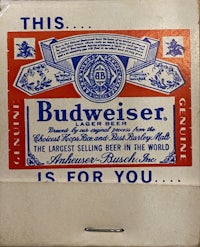 THIS....
AB
Budweiser®
LAGER BEER
Brewed by our original process from the
Choicest Hops, Rice and Best Barley Malt
THE LARGEST SELLING BEER IN THE WORLD
Anheuser-Busch, Inc.
GENUINE
GENUINE
IS FOR YOU....